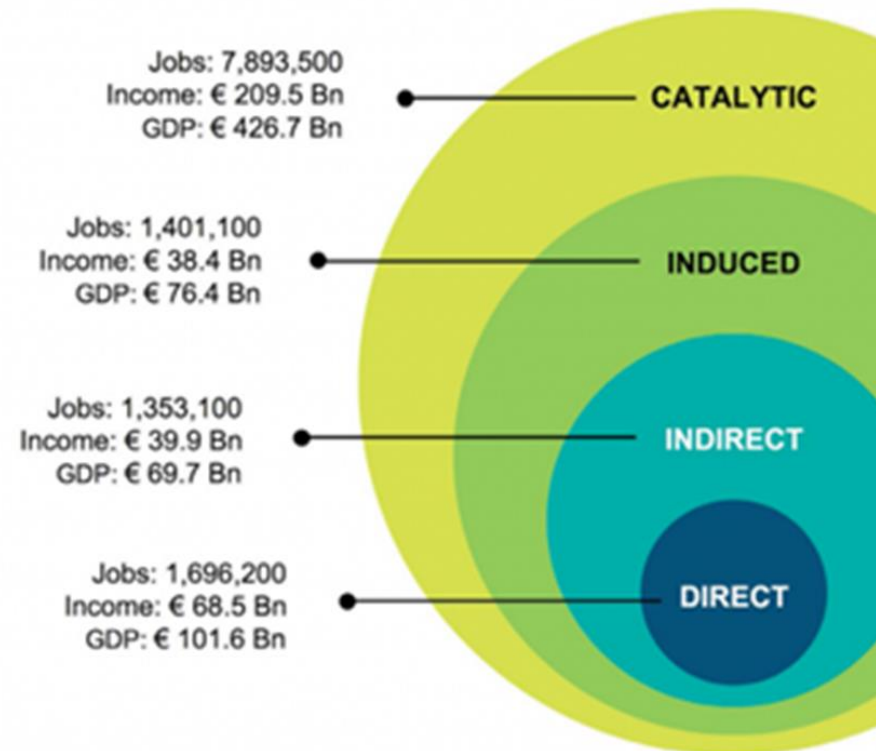 Jobs: 7,893,500
Income: € 209.5 Bn
GDP: € 426.7 Bn
CATALYTIC
Jobs: 1,401,100
Income: € 38.4 Bn
GDP: € 76.4 Bn
INDUCED
Jobs: 1,353,100
Income: € 39.9 Bn
GDP: € 69.7 Bn
INDIRECT
Jobs: 1,696,200
Income: € 68.5 Bn
GDP: € 101.6 Bn
DIRECT